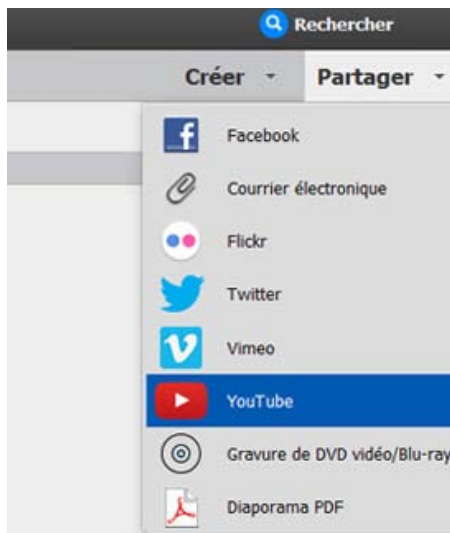 Rechercher
Créer Partager
Facebook
Courrier électronique
Flickr
Twitter
Vimeo
YouTube
Gravure de DVD vidéo/Blu-ray
Diaporama PDF